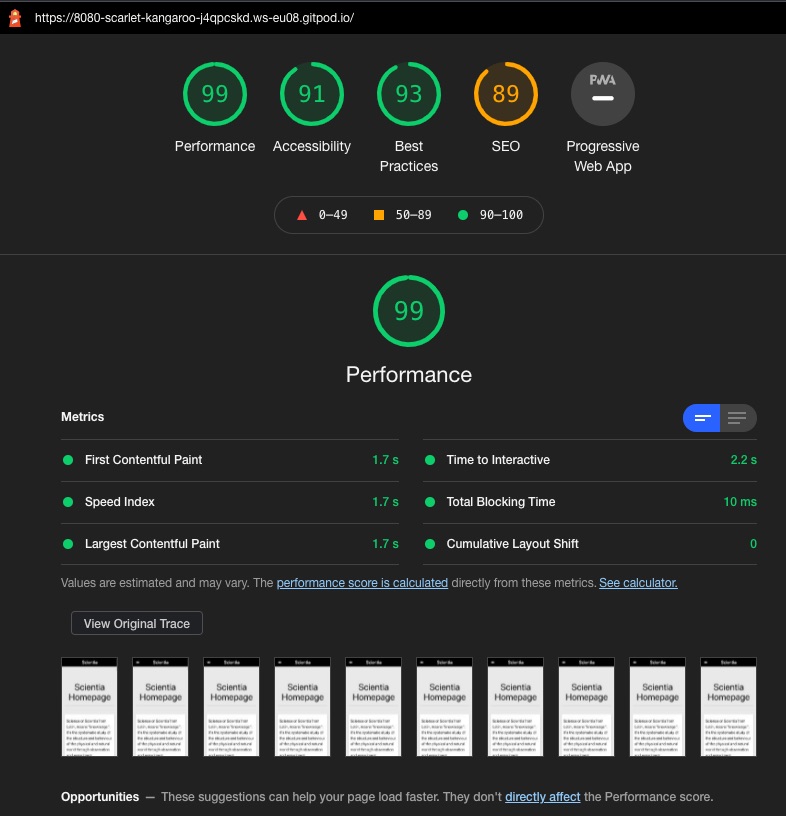 https://8080-scarlet-kangaroo-j4qpcskd.ws-eu08.gitpod.io/
99 91 93 89 PWA
Performance Accessibility Best Practices SEO Progressive Web App
0–49 50–89 90–100
99
Performance
Metrics
First Contentful Paint 1.7 s Time to Interactive 2.2 s
Speed Index 1.7 s Total Blocking Time 10 ms
Largest Contentful Paint 1.7 s Cumulative Layout Shift 0
Values are estimated and may vary. The performance score is calculated directly from these metrics. See calculator.
View Original Trace
Scientia Scientia Scientia Scientia Scientia Scientia Scientia Scientia Scientia Scientia
Homepage Homepage Homepage Homepage Homepage Homepage Homepage Homepage Homepage Homepage
Opportunities — These suggestions can help your page load faster. They don't directly affect the Performance score.